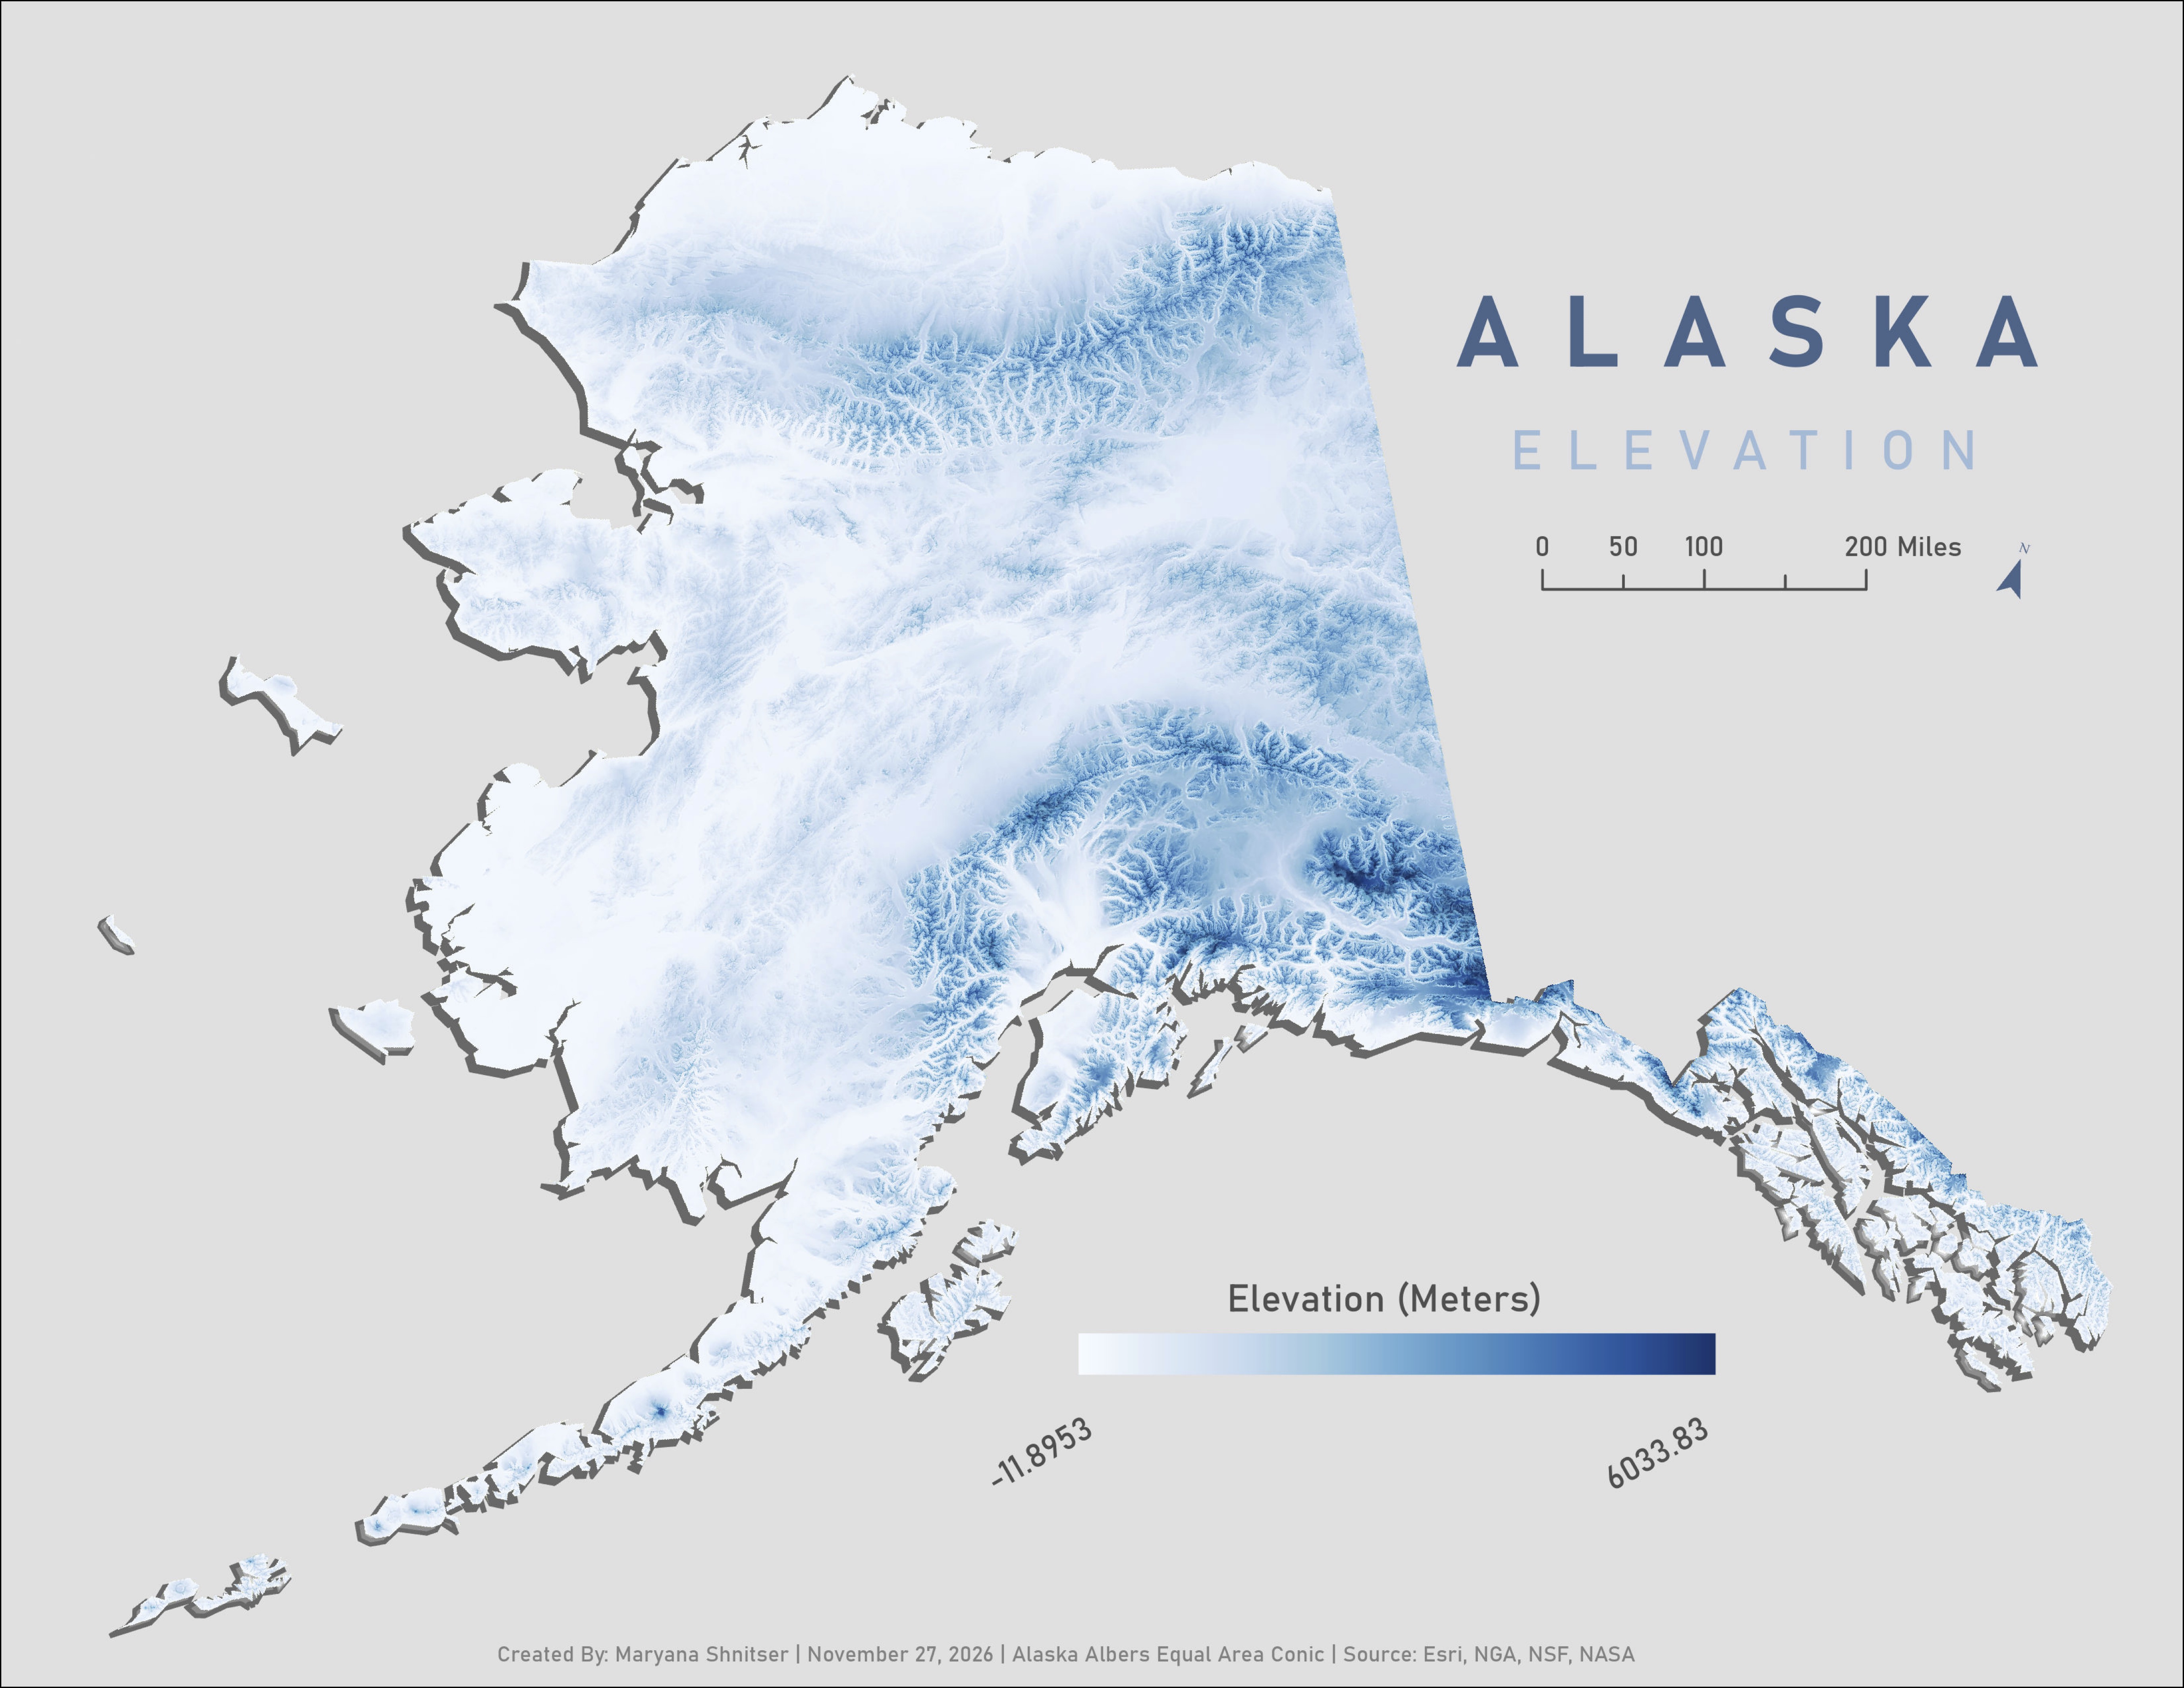 ALASKA
ELEVATION
0 50 100 200 Miles
N
Elevation (Meters)
-11.8953 6033.83
Created By: Maryana Shnitser | November 27, 2026 | Alaska Albers Equal Area Conic | Source: Esri, NGA, NSF, NASA